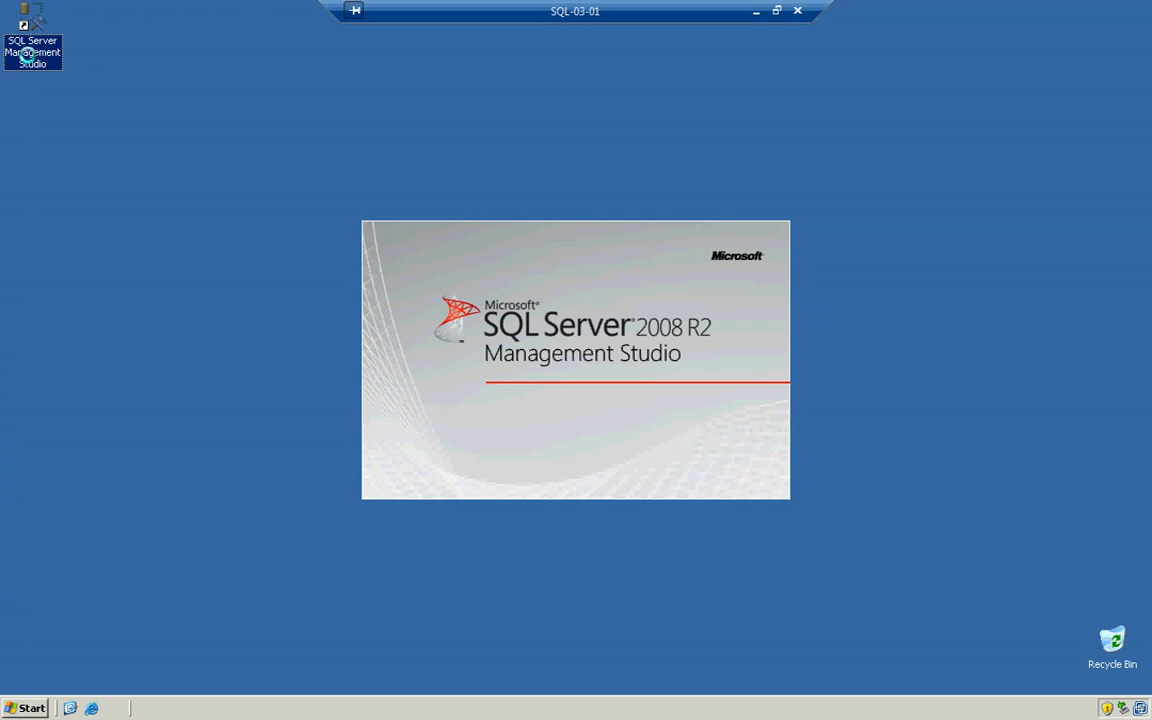 SQL-03-01
SQL Server
Management
Studio
Microsoft
Microsoft®
SQL Server® 2008 R2
Management Studio
Recycle Bin
Start